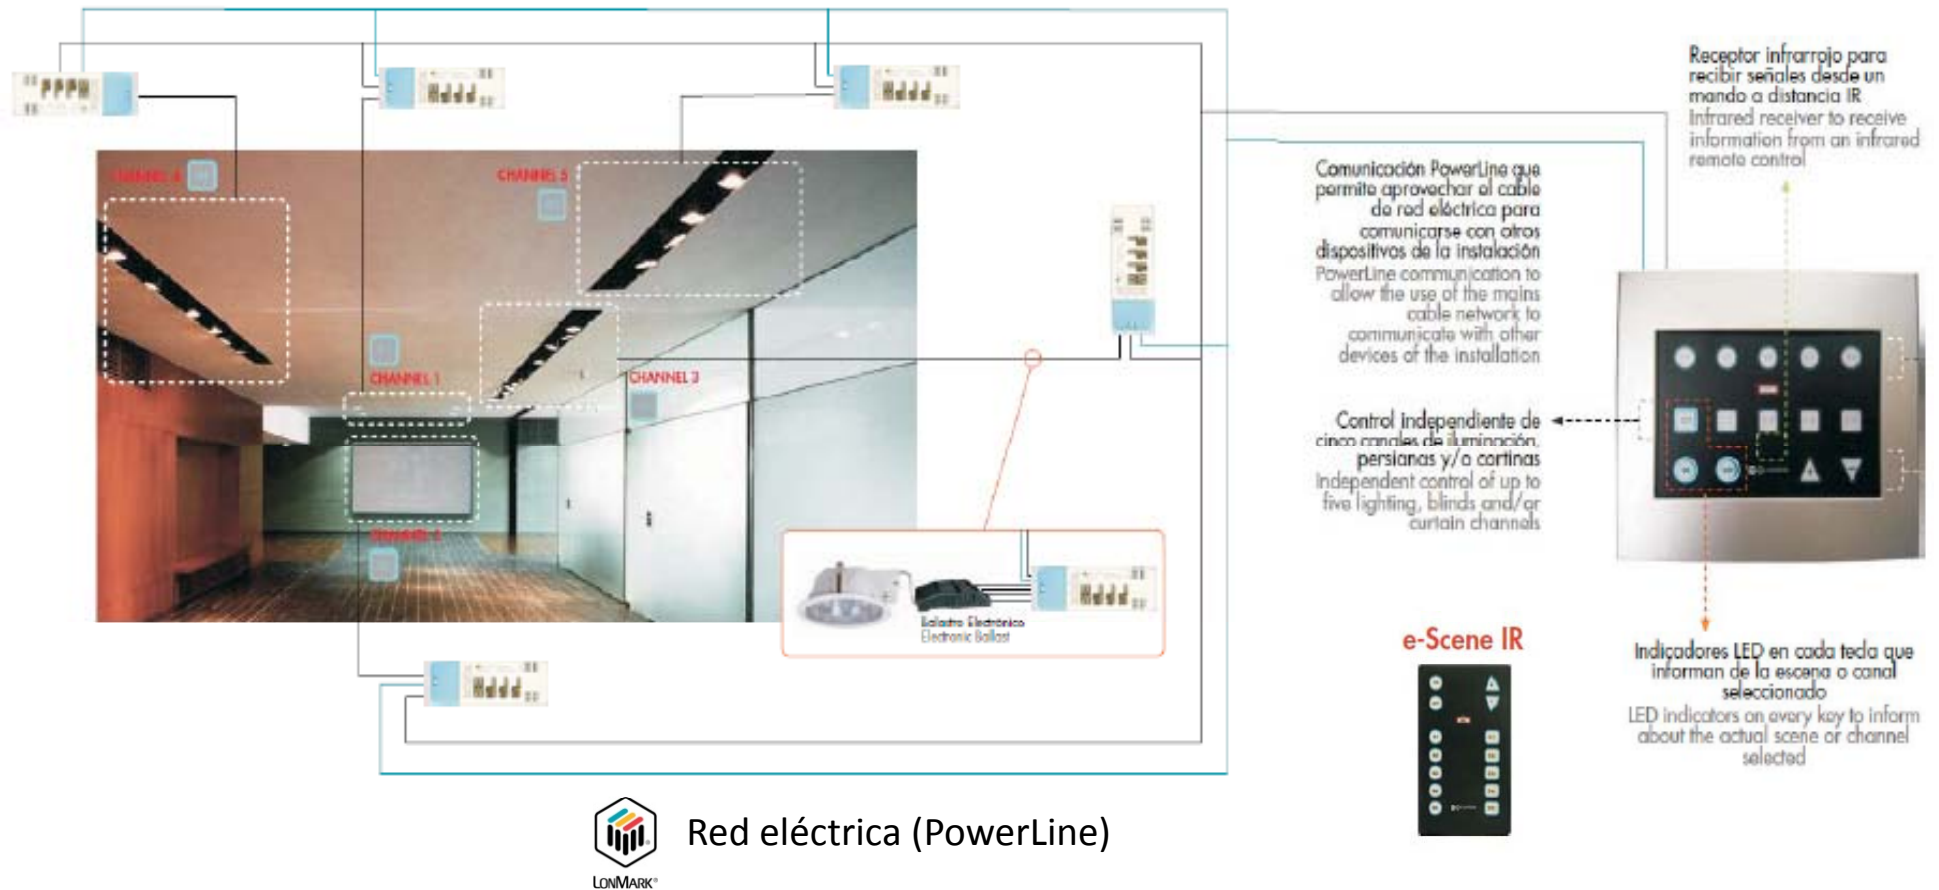 Receptor infrarrojo para
recibir señales desde un
mando a distancia IR
Infrared receiver to receive
information from an infrared
remote control
Comunicación PowerLine que
permite aprovechar el cable
de red eléctrica para
comunicarse con otros
dispositivos de la instalación
PowerLine communication to
allow the use of the mains
cable network to
communicate with other
devices of the installation
Control independiente de
cinco canales de iluminación,
persianas y/o cortinas
Independent control of up to
five lighting, blinds and/or
curtain channels
CHANNEL 4
CHANNEL 5
CHANNEL 1
CHANNEL 3
CHANNEL
Balastro Electrónico
Electronic Ballast
e-Scene IR
Indicadores LED en cada tecla que
informan de la escena o canal
seleccionado
LED indicators on every key to inform
about the actual scene or channel
selected
Red eléctrica (PowerLine)
LONMARK®